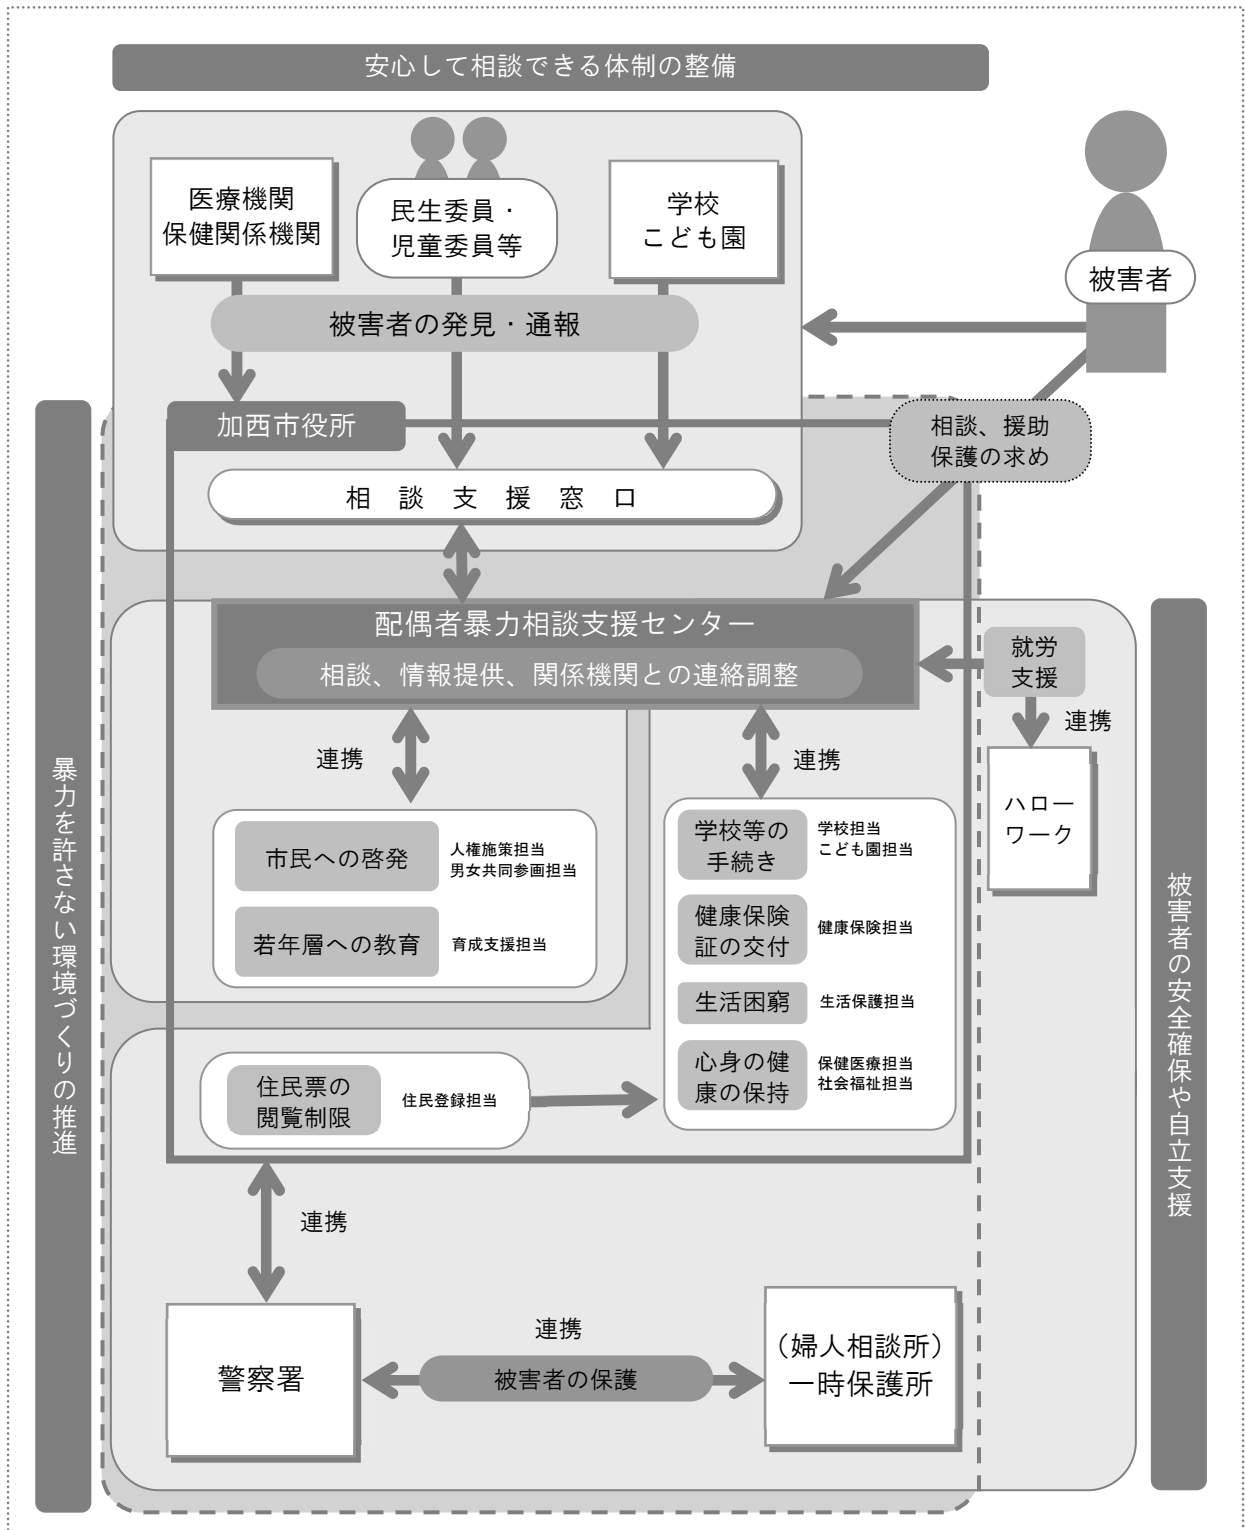 安心して相談できる体制の整備
医療機関
保健関係機関
民生委員・
児童委員等
学校
こども園
被害者
被害者の発見・通報
加西市役所
相談、援助
保護の求め
相談支援窓口
配偶者暴力相談支援センター
相談、情報提供、関係機関との連絡調整
就労
支援
連携
ハロー
ワーク
連携
連携
市民への啓発
人権施策担当
男女共同参画担当
若年層への教育
育成支援担当
学校等の
手続き
学校担当
こども園担当
健康保険
証の交付
健康保険担当
生活困窮
生活保護担当
心身の健
康の保持
保健医療担当
社会福祉担当
住民票の
閲覧制限
住民登録担当
連携
警察署
連携
被害者の保護
（婦人相談所）
一時保護所
暴力を許さない環境づくりの推進
被害者の安全確保や自立支援